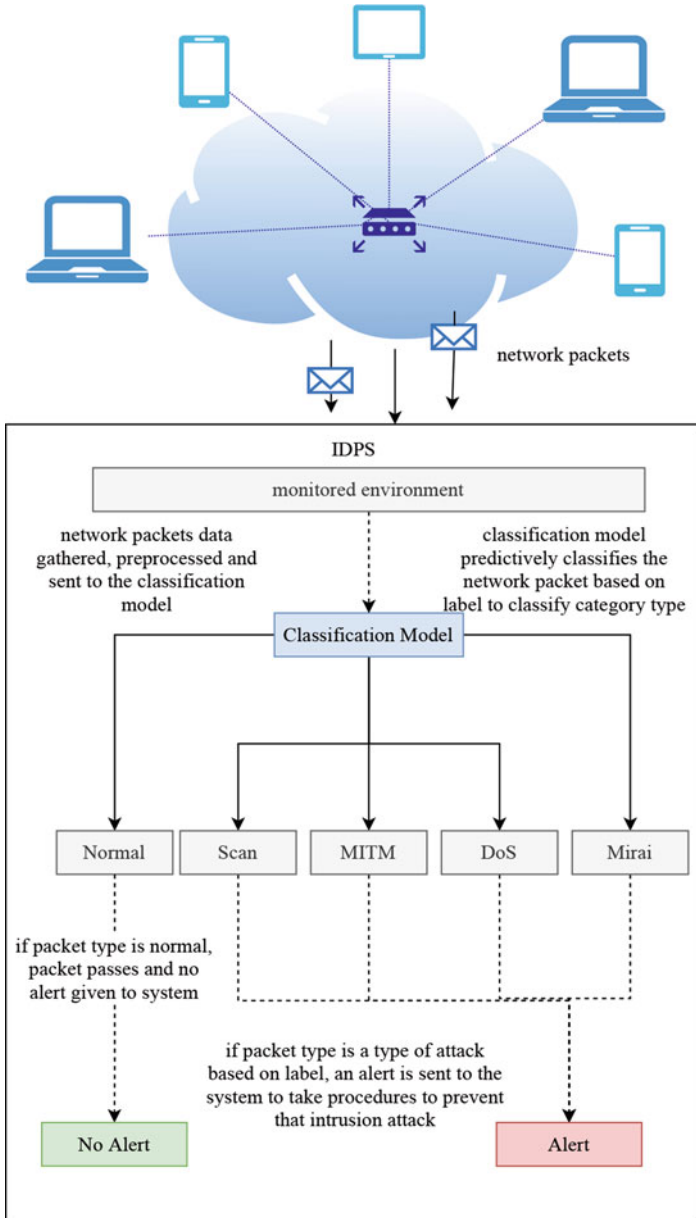 network packets
IDPS
monitored environment
network packets data
gathered, preprocessed and
sent to the classification
model
classification model
predictively classifies the
network packet based on
label to classify category type
Classification Model
Normal
Scan
MITM
DoS
Mirai
if packet type is normal,
packet passes and no
alert given to system
if packet type is a type of attack
based on label, an alert is sent to the
system to take procedures to prevent
that intrusion attack
No Alert
Alert